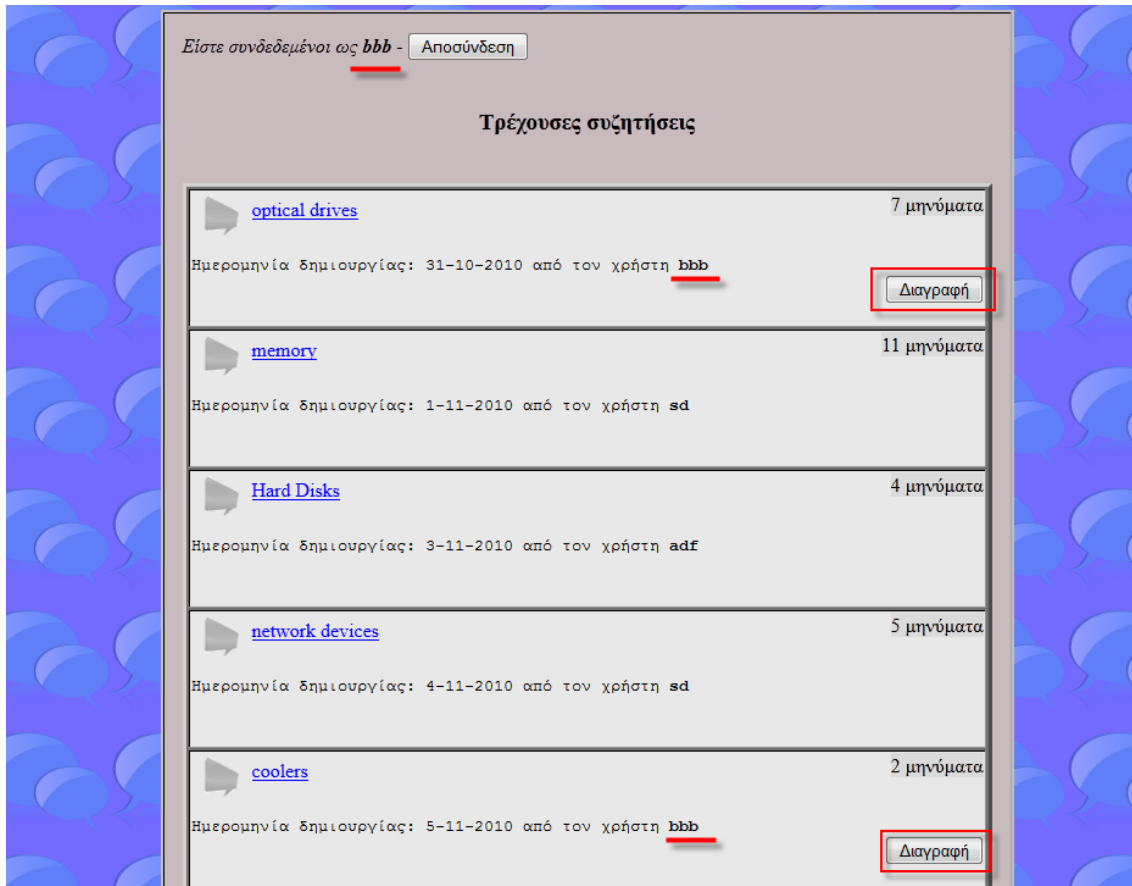 Είστε συνδεδεμένοι ως bbb - Αποσύνδεση
Τρέχουσες συζητήσεις
optical drives 7 μηνύματα
Ημερομηνία δημιουργίας: 31-10-2010 από τον χρήστη bbb
Διαγραφή
memory 11 μηνύματα
Ημερομηνία δημιουργίας: 1-11-2010 από τον χρήστη sd
Hard Disks 4 μηνύματα
Ημερομηνία δημιουργίας: 3-11-2010 από τον χρήστη adf
network devices 5 μηνύματα
Ημερομηνία δημιουργίας: 4-11-2010 από τον χρήστη sd
coolers 2 μηνύματα
Ημερομηνία δημιουργίας: 5-11-2010 από τον χρήστη bbb
Διαγραφή